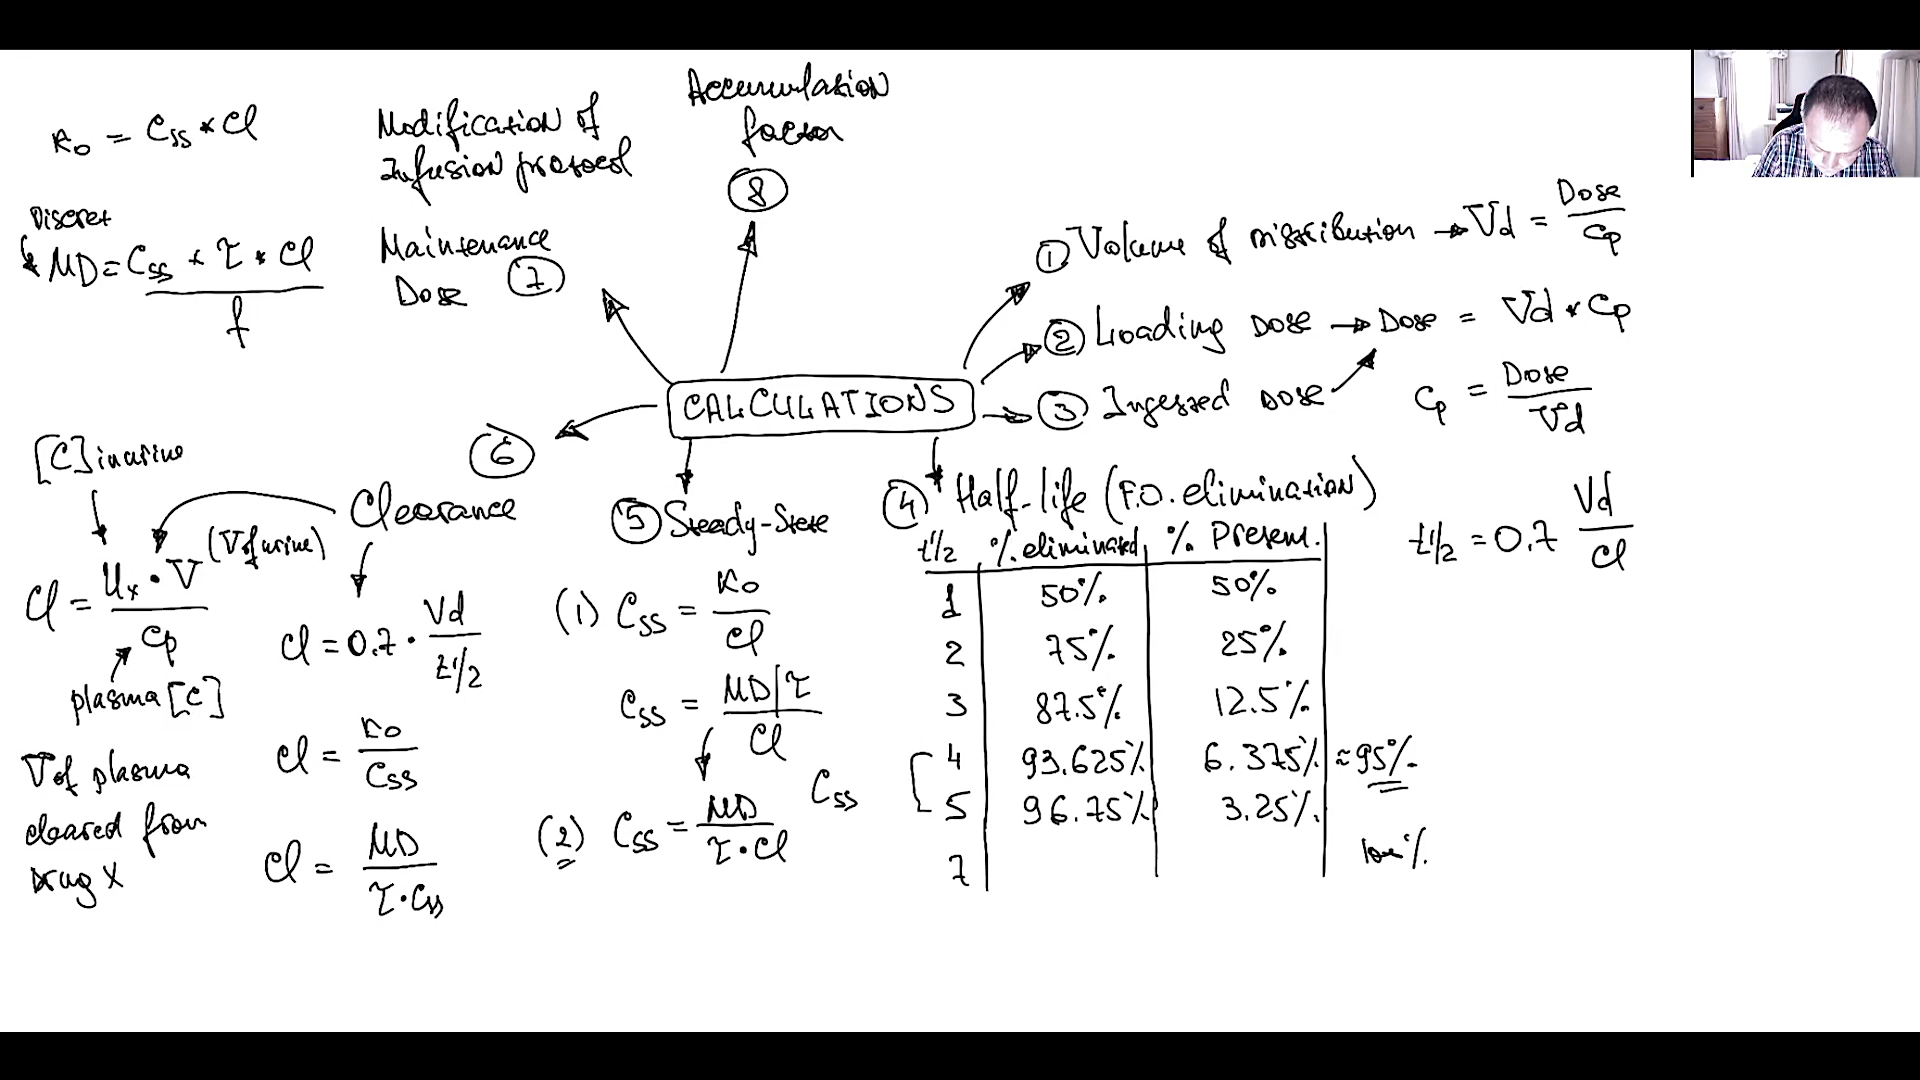 K₀ = Css * Cl
Discret
* MD = Css * τ * Cl / f
Modification of
Infusion protocol
Maintenance
Dose ⑦
Accumulation
factor
⑧
CALCULATIONS
① Volume of Distribution → Vd = Dose / Cp
② Loading Dose → Dose = Vd * Cp
③ Ingested Dose
Cp = Dose / Vd
④ Half-life (F.O. elimination)
t1/2 = 0.7 Vd / Cl
t1/2 % eliminated % Present.
1 50% 50%
2 75% 25%
3 87.5% 12.5%
4 93.625% 6.375% ≈ 95%
5 96.75% 3.25%
7
⑤ Steady-State
(1) Css = K₀ / Cl
Css = MD/τ / Cl
Css
(2) Css = MD / τ·Cl
⑥
Clearance
[C] in urine
(V of urine)
Cl = Ux · V / Cp
plasma [C]
V of plasma
cleared from
Drug X
Cl = 0.7 · Vd / t1/2
Cl = K₀ / Css
Cl = MD / τ·Css